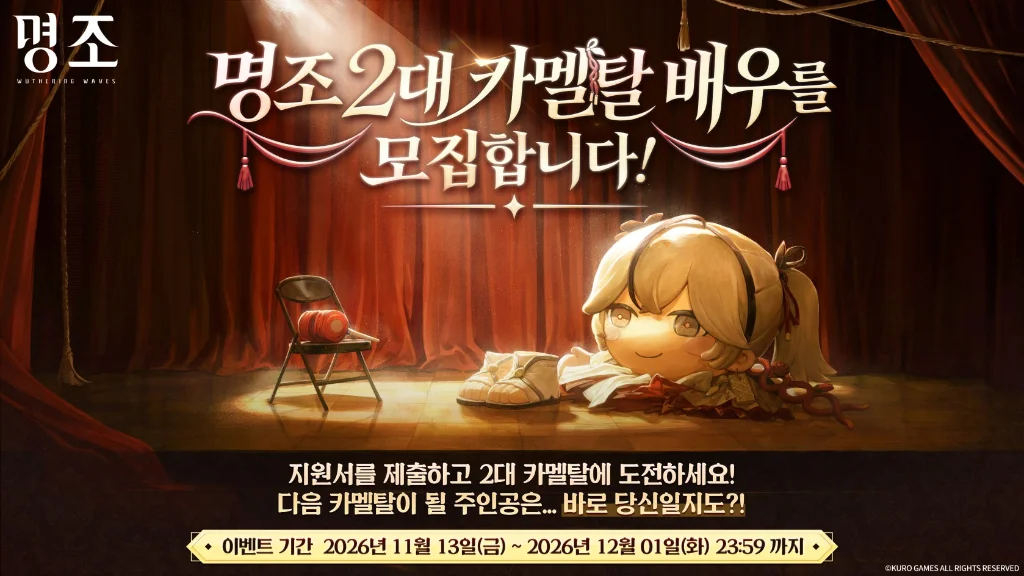 명조
WUTHERING WAVES
명조 2대 카멜탈 배우를
모집합니다!
지원서를 제출하고 2대 카멜탈에 도전하세요!
다음 카멜탈이 될 주인공은... 바로 당신일지도?!
이벤트 기간 2026년 11월 13일(금) ~ 2026년 12월 01일(화) 23:59 까지
©KURO GAMES ALL RIGHTS RESERVED